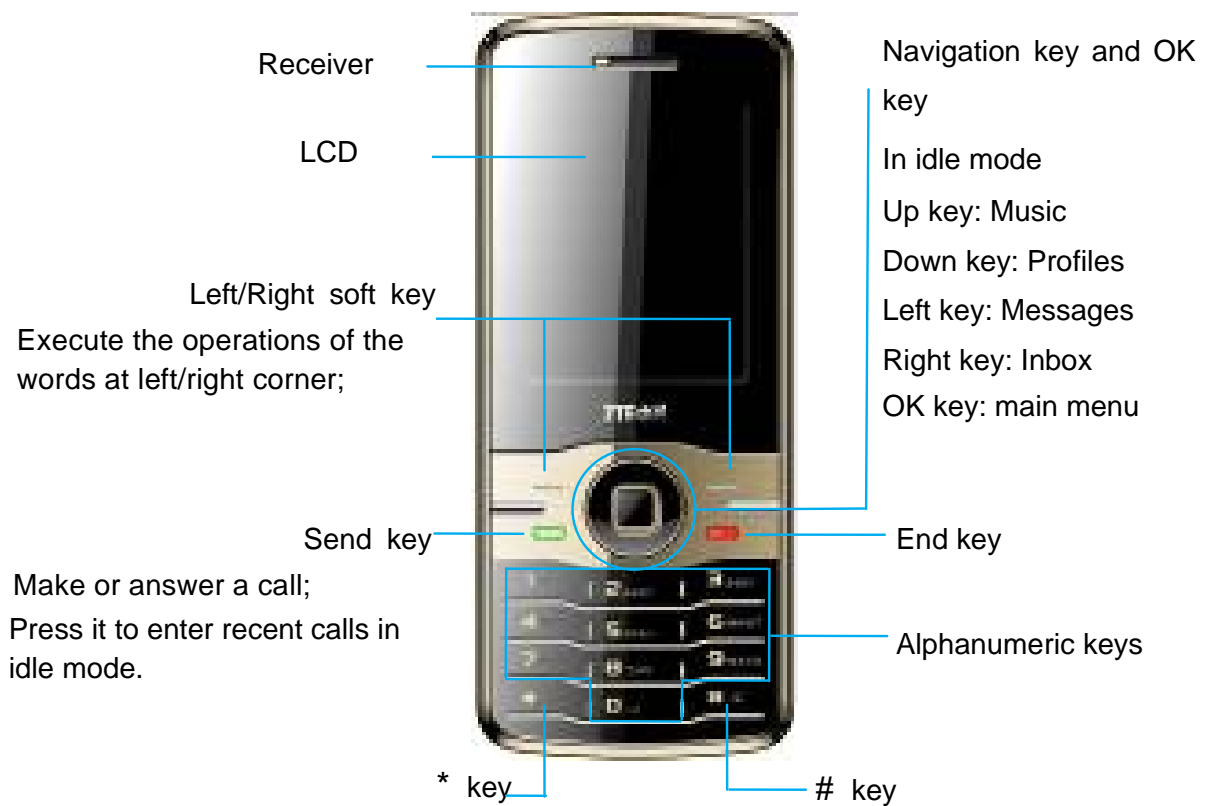 Receiver
LCD
Left/Right soft key
Execute the operations of the
words at left/right corner;
Send key
Make or answer a call;
Press it to enter recent calls in
idle mode.
* key
# key
Navigation key and OK
key
In idle mode
Up key: Music
Down key: Profiles
Left key: Messages
Right key: Inbox
OK key: main menu
End key
Alphanumeric keys